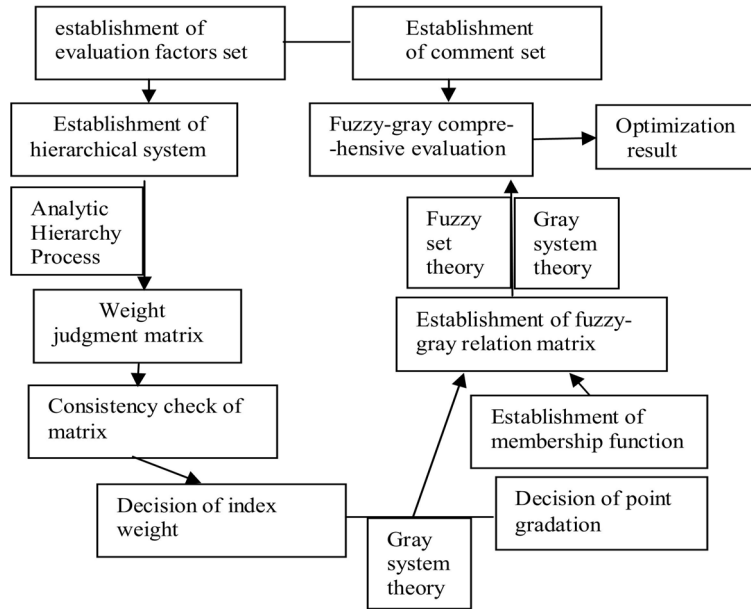 establishment of
evaluation factors set
Establishment
of comment set
Establishment of
hierarchical system
Fuzzy-gray compre-
-hensive evaluation
Optimization
result
Analytic
Hierarchy
Process
Fuzzy
set
theory
Gray
system
theory
Weight
judgment matrix
Establishment of fuzzy-
gray relation matrix
Consistency check of
matrix
Establishment of
membership function
Decision of index
weight
Decision of point
gradation
Gray
system
theory